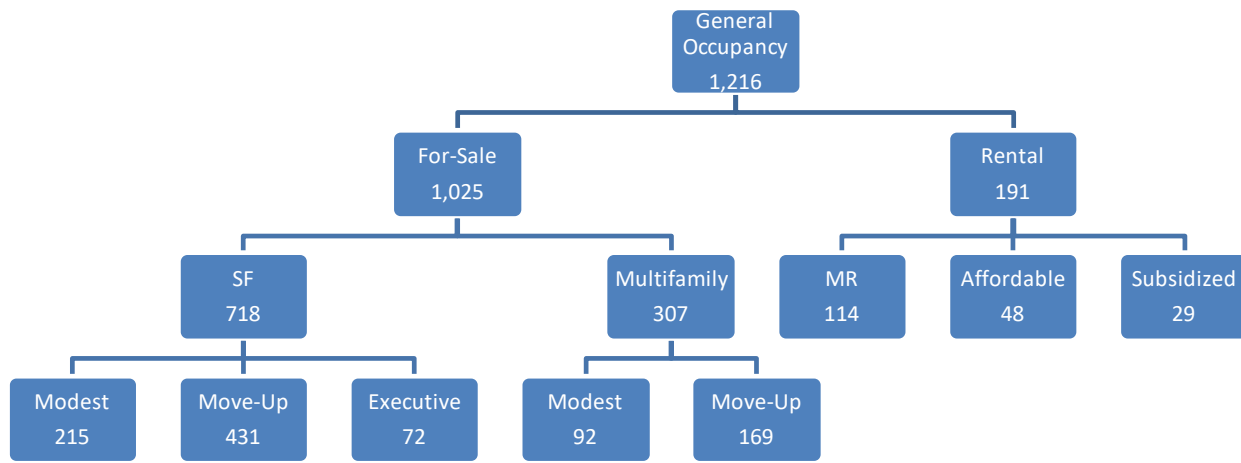 General
Occupancy
1,216
For-Sale
1,025
Rental
191
SF
718
Multifamily
307
MR
114
Affordable
48
Subsidized
29
Modest
215
Move-Up
431
Executive
72
Modest
92
Move-Up
169